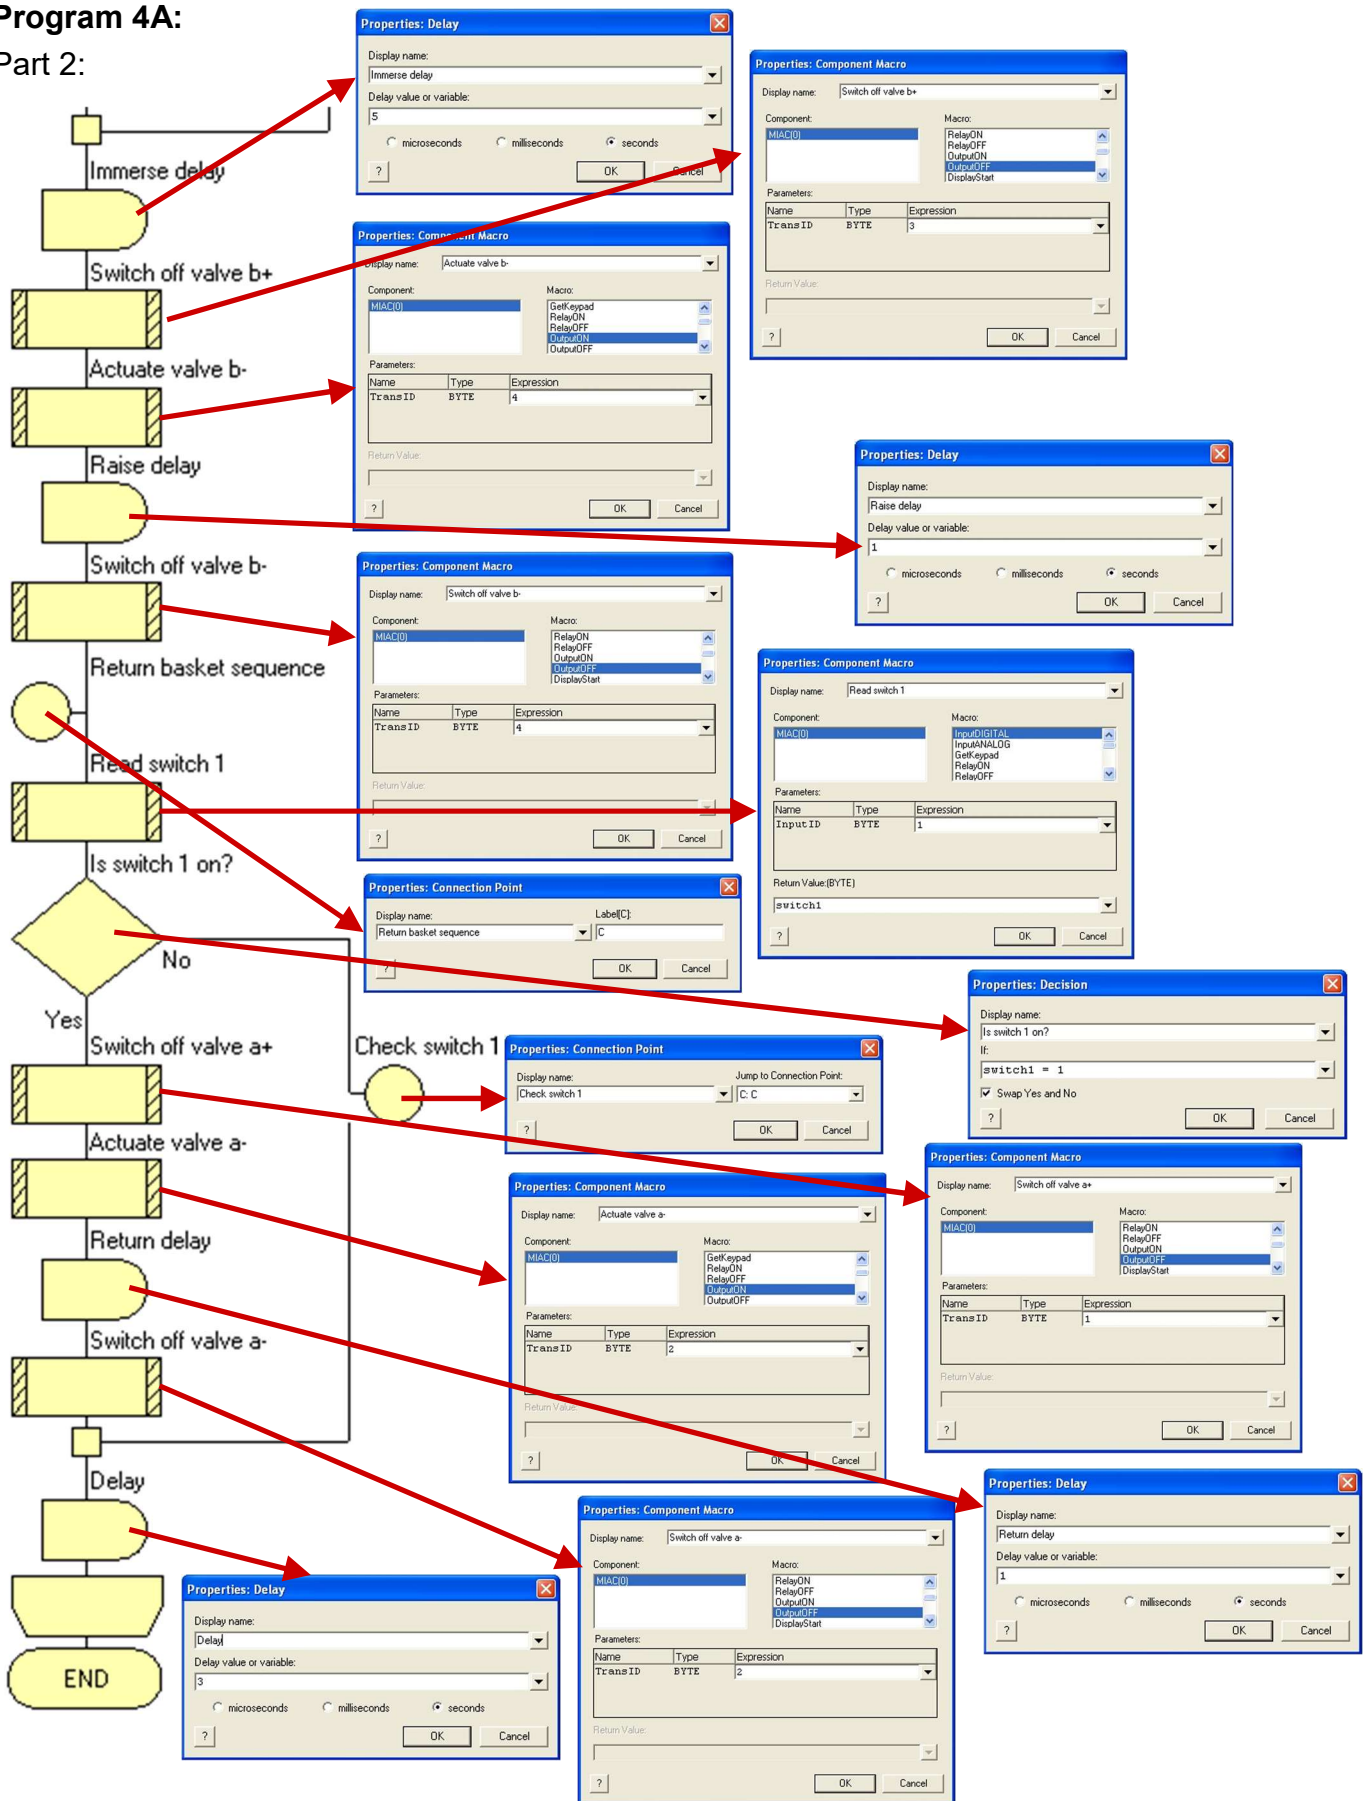 Program 4A:
Part 2:
Immerse delay
Switch off valve b+
Actuate valve b-
Raise delay
Switch off valve b-
Return basket sequence
Read switch 1
Is switch 1 on?
No
Yes
Switch off valve a+
Check switch 1
Actuate valve a-
Return delay
Switch off valve a-
Delay
END
Properties: Delay
Display name:
Immerse delay
Delay value or variable:
5
microseconds milliseconds seconds
? OK Cancel
Properties: Component Macro
Display name: Switch off valve b+
Component: Macro:
MIAC(0)
RelayON
RelayOFF
OutputON
OutputOFF
DisplayStart
Parameters:
Name Type Expression
TransID BYTE 3
Return Value:
? OK Cancel
Properties: Component Macro
Display name: Actuate valve b-
Component: Macro:
MIAC(0)
GetKeypad
RelayON
RelayOFF
OutputON
OutputOFF
Parameters:
Name Type Expression
TransID BYTE 4
Return Value:
? OK Cancel
Properties: Delay
Display name:
Raise delay
Delay value or variable:
1
microseconds milliseconds seconds
? OK Cancel
Properties: Component Macro
Display name: Switch off valve b-
Component: Macro:
MIAC(0)
RelayON
RelayOFF
OutputON
OutputOFF
DisplayStart
Parameters:
Name Type Expression
TransID BYTE 4
Return Value:
? OK Cancel
Properties: Component Macro
Display name: Read switch 1
Component: Macro:
MIAC(0)
InputDIGITAL
InputANALOG
GetKeypad
RelayON
RelayOFF
Parameters:
Name Type Expression
InputID BYTE 1
Return Value:(BYTE)
switch1
? OK Cancel
Properties: Connection Point
Display name: Label[C]:
Return basket sequence C
? OK Cancel
Properties: Decision
Display name:
Is switch 1 on?
If:
switch1 = 1
Swap Yes and No
? OK Cancel
Properties: Connection Point
Display name: Jump to Connection Point:
Check switch 1 C: C
? OK Cancel
Properties: Component Macro
Display name: Switch off valve a+
Component: Macro:
MIAC(0)
RelayON
RelayOFF
OutputON
OutputOFF
DisplayStart
Parameters:
Name Type Expression
TransID BYTE 1
Return Value:
? OK Cancel
Properties: Component Macro
Display name: Actuate valve a-
Component: Macro:
MIAC(0)
GetKeypad
RelayON
RelayOFF
OutputON
OutputOFF
Parameters:
Name Type Expression
TransID BYTE 2
Return Value:
? OK Cancel
Properties: Delay
Display name:
Return delay
Delay value or variable:
1
microseconds milliseconds seconds
? OK Cancel
Properties: Component Macro
Display name: Switch off valve a-
Component: Macro:
MIAC(0)
RelayON
RelayOFF
OutputON
OutputOFF
DisplayStart
Parameters:
Name Type Expression
TransID BYTE 2
Return Value:
? OK Cancel
Properties: Delay
Display name:
Delay
Delay value or variable:
3
microseconds milliseconds seconds
? OK Cancel